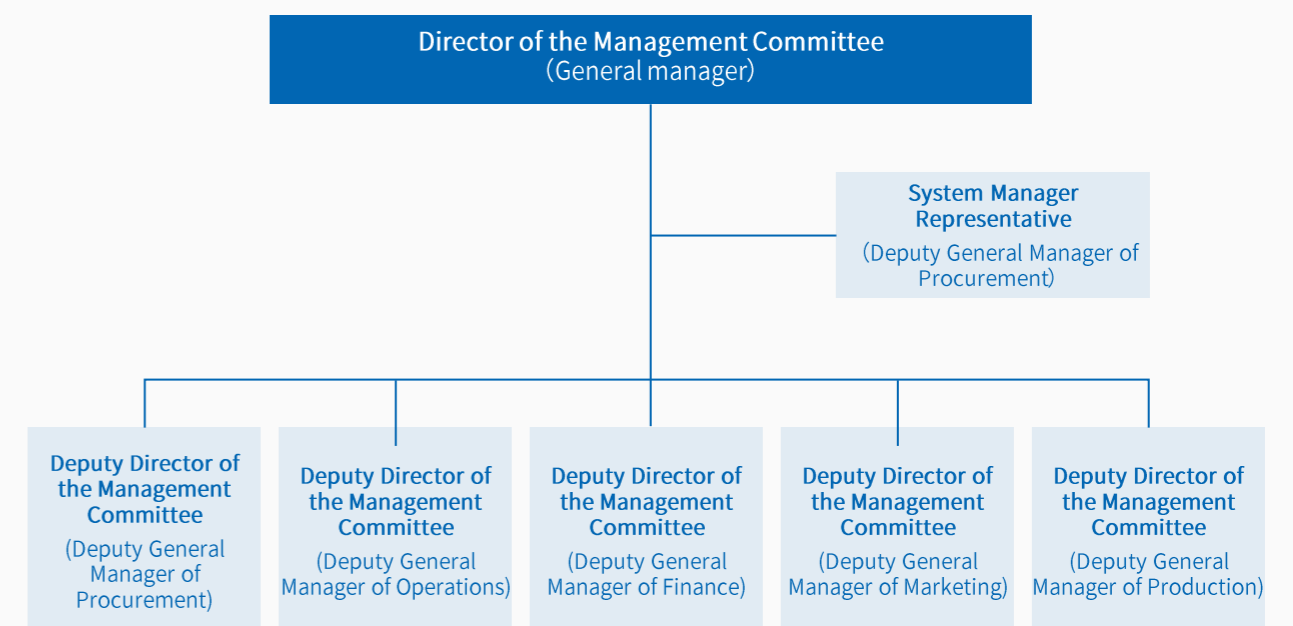 Director of the Management Committee
（General manager）
System Manager
Representative
（Deputy General Manager of
Procurement）
Deputy Director of
the Management
Committee
(Deputy General
Manager of
Procurement)
Deputy Director of
the Management
Committee
(Deputy General
Manager of Operations)
Deputy Director of
the Management
Committee
(Deputy General
Manager of Finance)
Deputy Director of
the Management
Committee
(Deputy General
Manager of Marketing)
Deputy Director of
the Management
Committee
(Deputy General
Manager of Production)